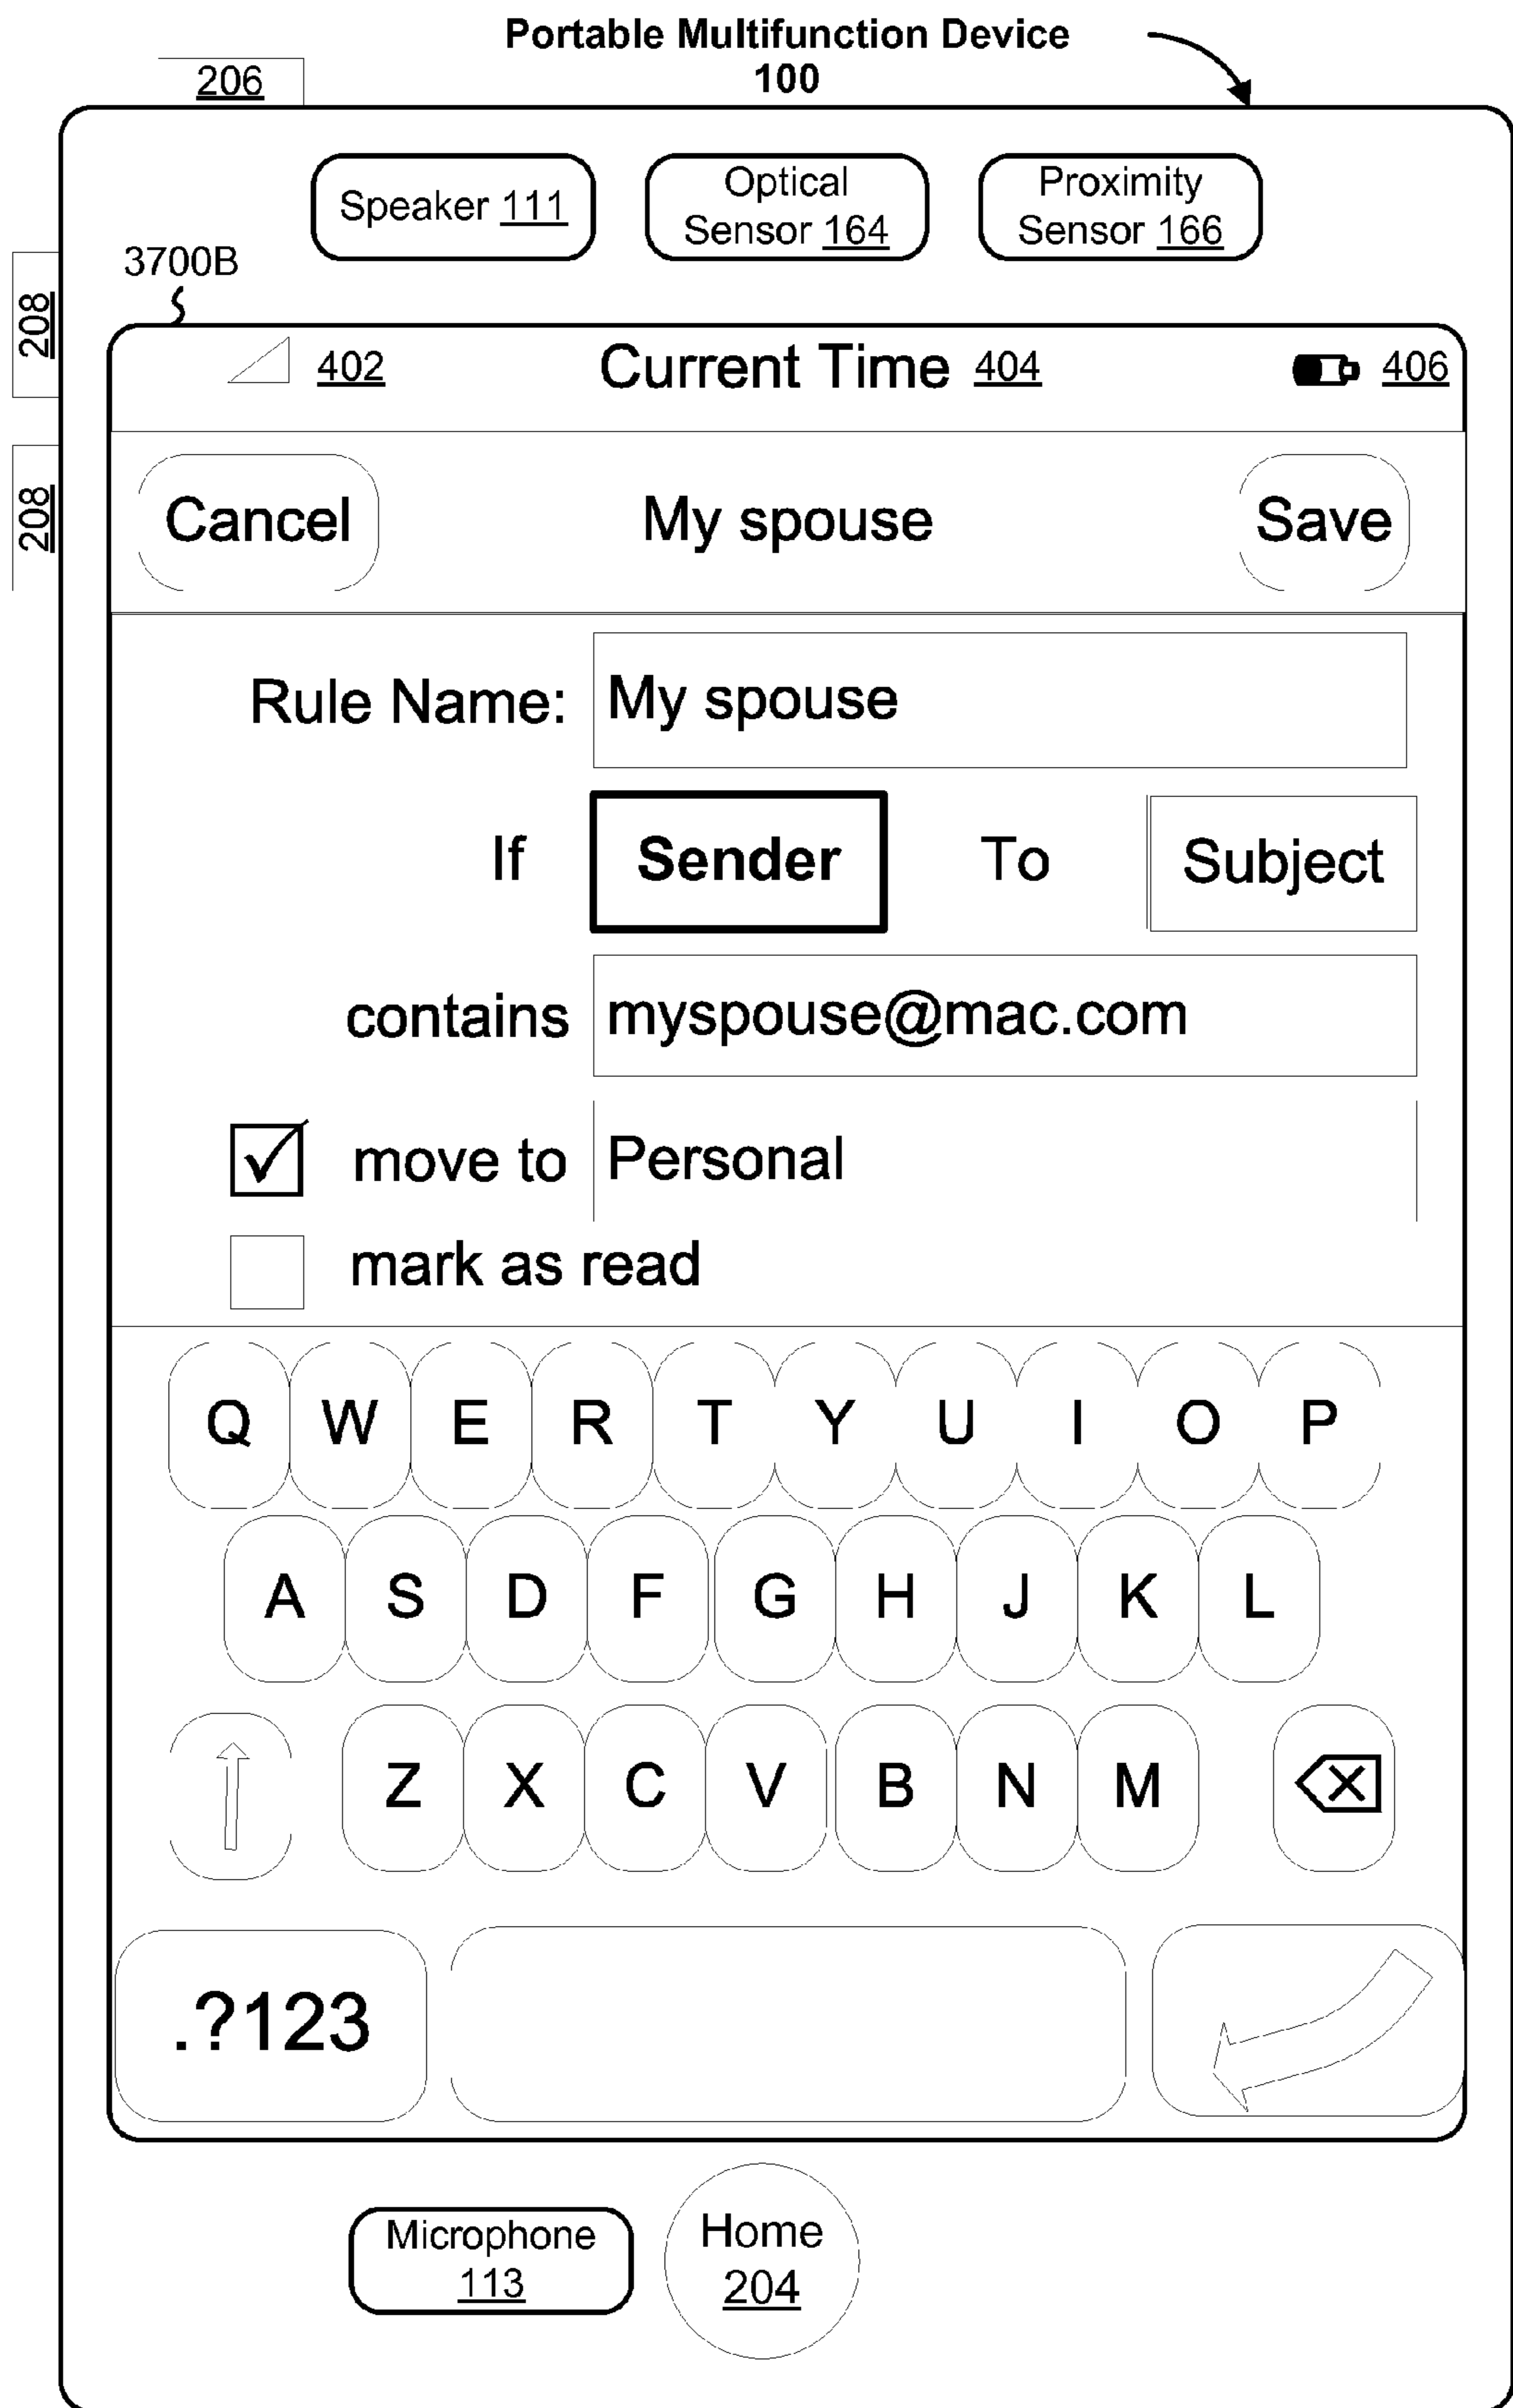 Portable Multifunction Device
100
206
Speaker 111
Optical
Sensor 164
Proximity
Sensor 166
3700B
208
208
402
Current Time 404
406
Cancel
My spouse
Save
Rule Name: My spouse
If Sender To Subject
contains myspouse@mac.com
move to Personal
mark as read
Q W E R T Y U I O P
A S D F G H J K L
Z X C V B N M
.?123
Microphone
113
Home
204